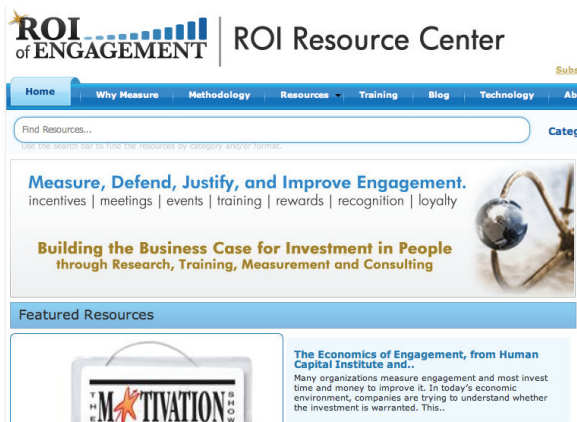 ROI of ENGAGEMENT
ROI Resource Center
Home Why Measure Methodology Resources Training Blog Technology
Find Resources...
Use the search bar to find the resources by category and/or format.
Measure, Defend, Justify, and Improve Engagement.
incentives | meetings | events | training | rewards | recognition | loyalty
Building the Business Case for Investment in People
through Research, Training, Measurement and Consulting
Featured Resources
THE MOTIVATION SHOW
The Economics of Engagement, from Human
Capital Institute and..
Many organizations measure engagement and most invest
time and money to improve it. In today's economic
environment, companies are trying to understand whether
the investment is warranted. This..